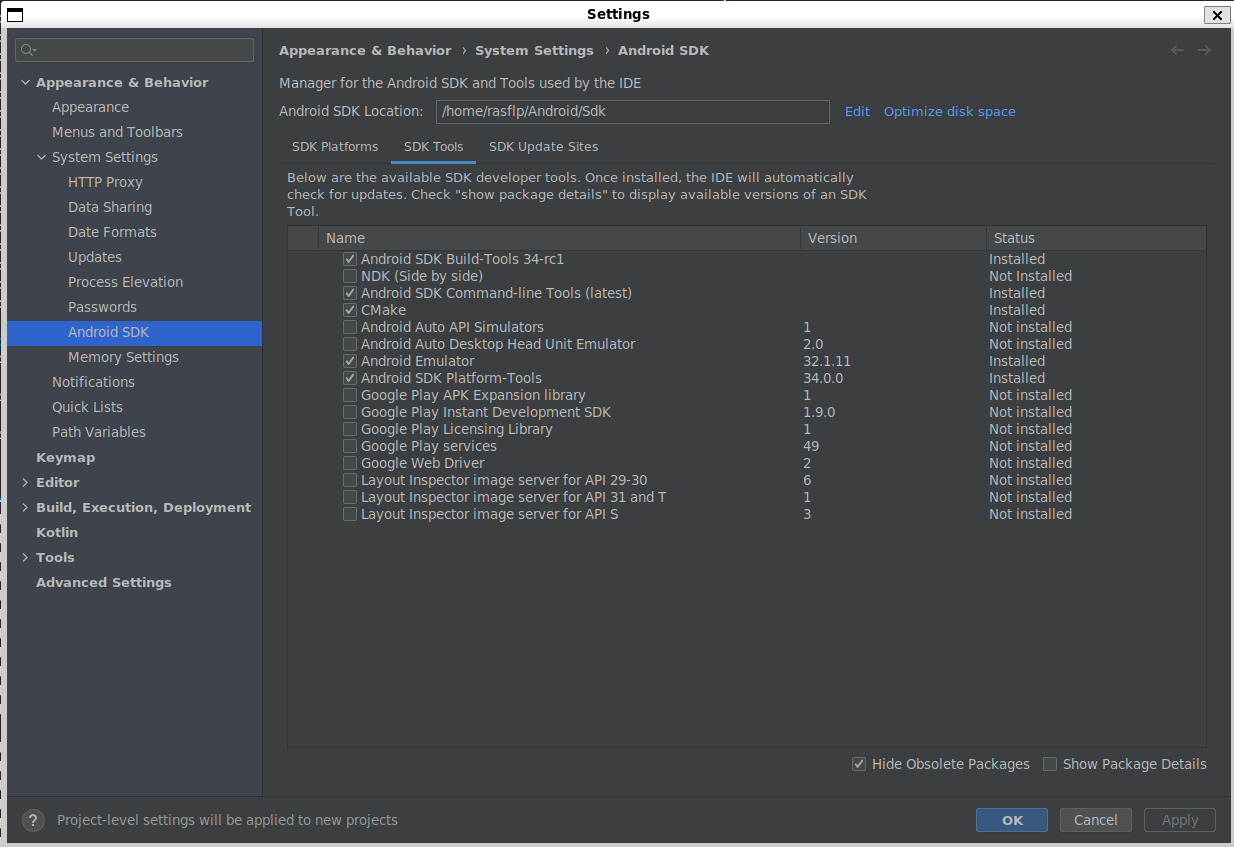 Settings
Appearance & Behavior
Appearance
Menus and Toolbars
System Settings
HTTP Proxy
Data Sharing
Date Formats
Updates
Process Elevation
Passwords
Android SDK
Memory Settings
Notifications
Quick Lists
Path Variables
Keymap
Editor
Build, Execution, Deployment
Kotlin
Tools
Advanced Settings
Appearance & Behavior › System Settings › Android SDK
Manager for the Android SDK and Tools used by the IDE
Android SDK Location: /home/rasflp/Android/Sdk Edit Optimize disk space
SDK Platforms SDK Tools SDK Update Sites
Below are the available SDK developer tools. Once installed, the IDE will automatically
check for updates. Check "show package details" to display available versions of an SDK
Tool.
Name Version Status
Android SDK Build-Tools 34-rc1 Installed
NDK (Side by side) Not Installed
Android SDK Command-line Tools (latest) Installed
CMake Installed
Android Auto API Simulators 1 Not installed
Android Auto Desktop Head Unit Emulator 2.0 Not installed
Android Emulator 32.1.11 Installed
Android SDK Platform-Tools 34.0.0 Installed
Google Play APK Expansion library 1 Not installed
Google Play Instant Development SDK 1.9.0 Not installed
Google Play Licensing Library 1 Not installed
Google Play services 49 Not installed
Google Web Driver 2 Not installed
Layout Inspector image server for API 29-30 6 Not installed
Layout Inspector image server for API 31 and T 1 Not installed
Layout Inspector image server for API S 3 Not installed
Hide Obsolete Packages Show Package Details
? Project-level settings will be applied to new projects
OK Cancel Apply